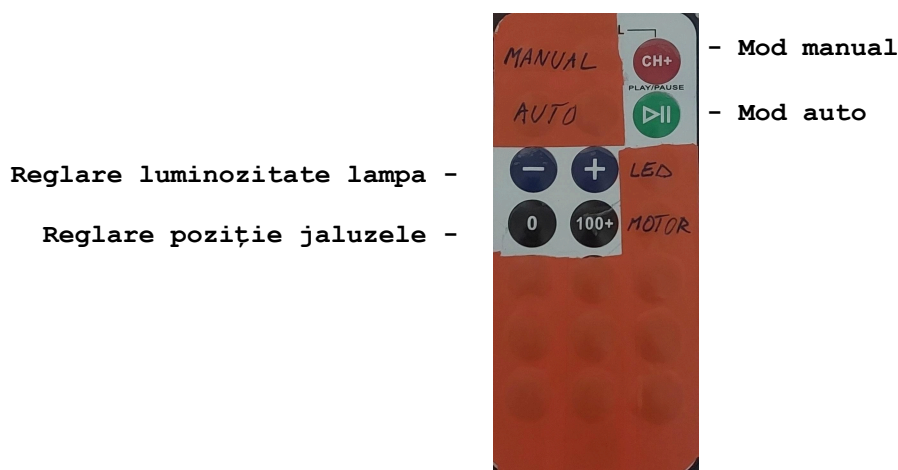 L
MANUAL CH+ - Mod manual
PLAY/PAUSE
AUTO - Mod auto
Reglare luminozitate lampa - − + LED
Reglare poziție jaluzele - 0 100+ MOTOR